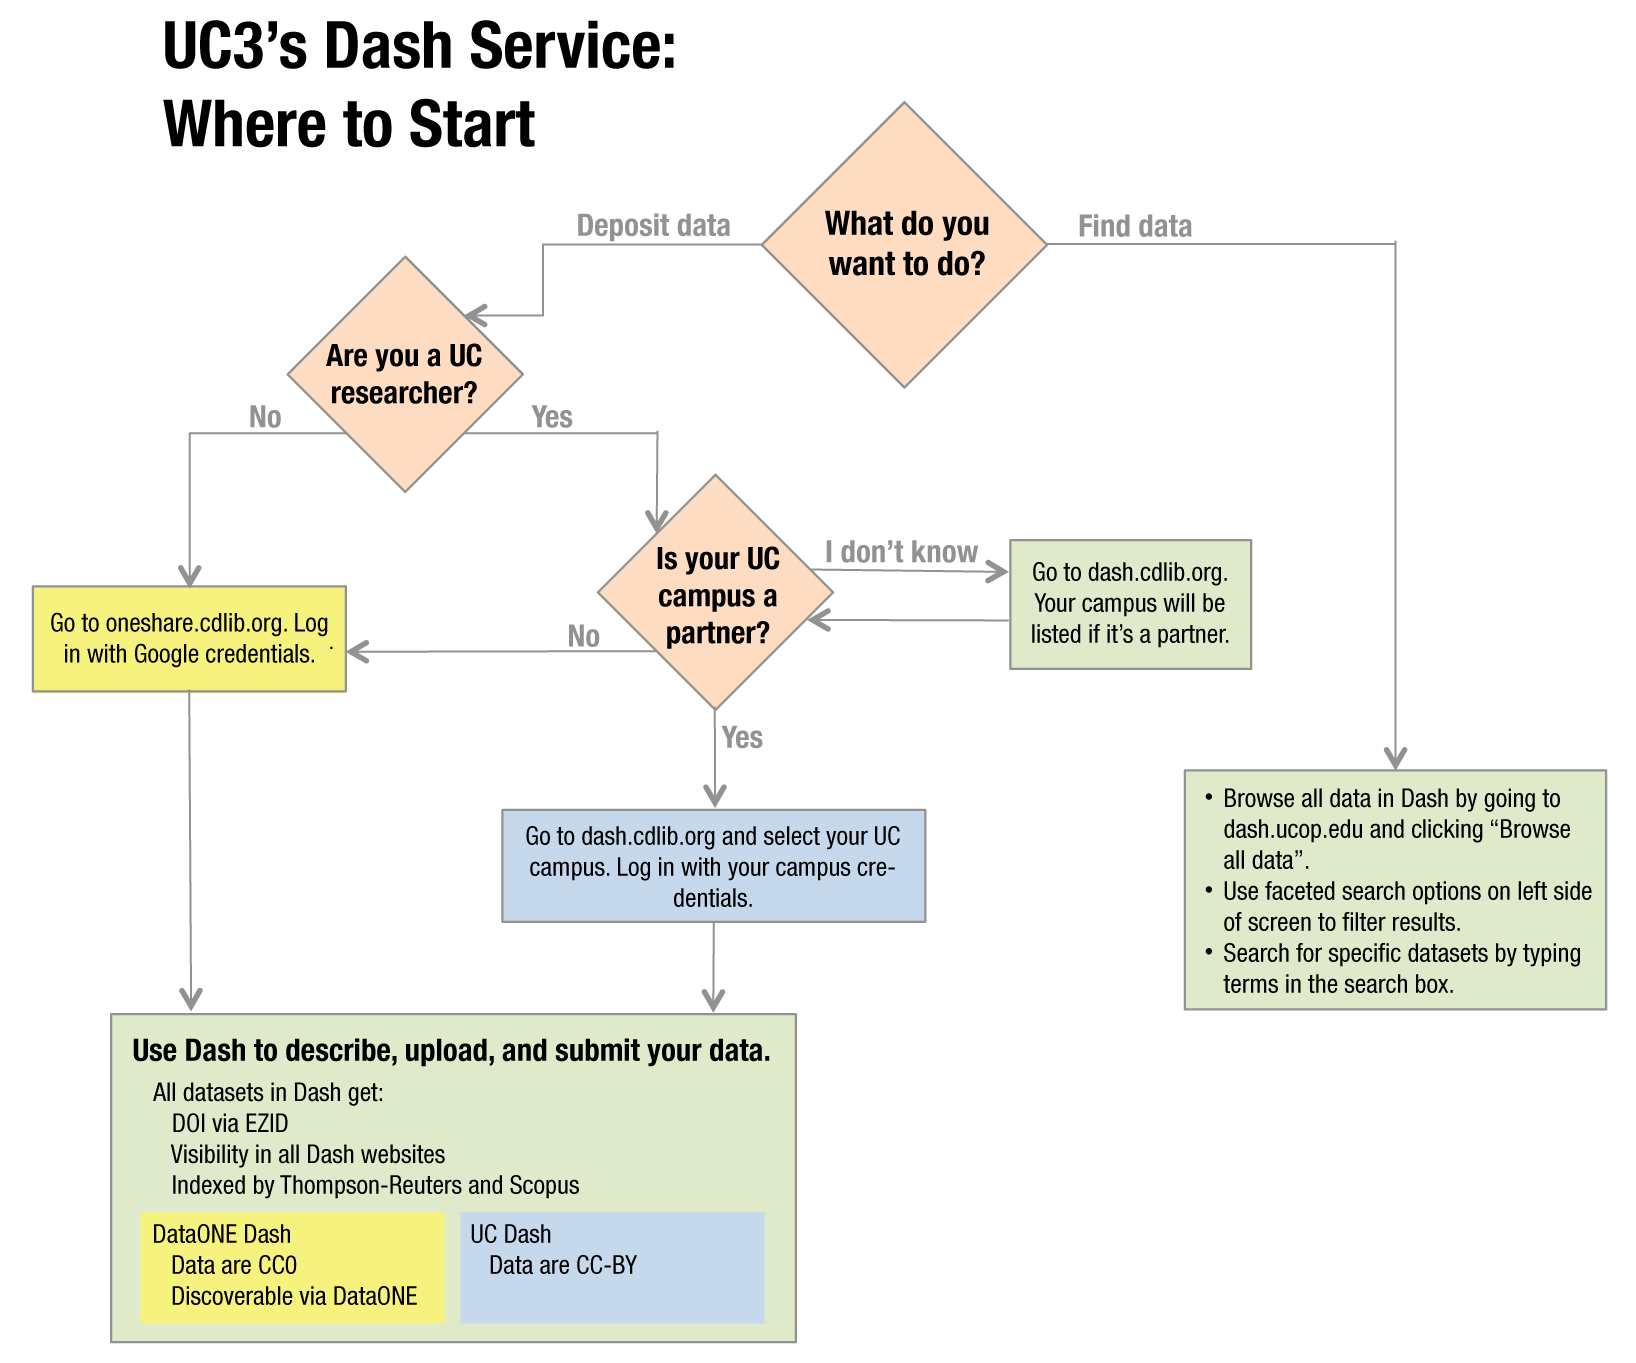 UC3’s Dash Service:
Where to Start
What do you
want to do?
Deposit data
Find data
Are you a UC
researcher?
No
Yes
Is your UC
campus a
partner?
I don’t know
Go to dash.cdlib.org.
Your campus will be
listed if it’s a partner.
No
Go to oneshare.cdlib.org. Log
in with Google credentials.
Yes
Go to dash.cdlib.org and select your UC
campus. Log in with your campus cre-
dentials.
• Browse all data in Dash by going to
dash.ucop.edu and clicking “Browse
all data”.
• Use faceted search options on left side
of screen to filter results.
• Search for specific datasets by typing
terms in the search box.
Use Dash to describe, upload, and submit your data.
All datasets in Dash get:
DOI via EZID
Visibility in all Dash websites
Indexed by Thompson-Reuters and Scopus
DataONE Dash
Data are CC0
Discoverable via DataONE
UC Dash
Data are CC-BY